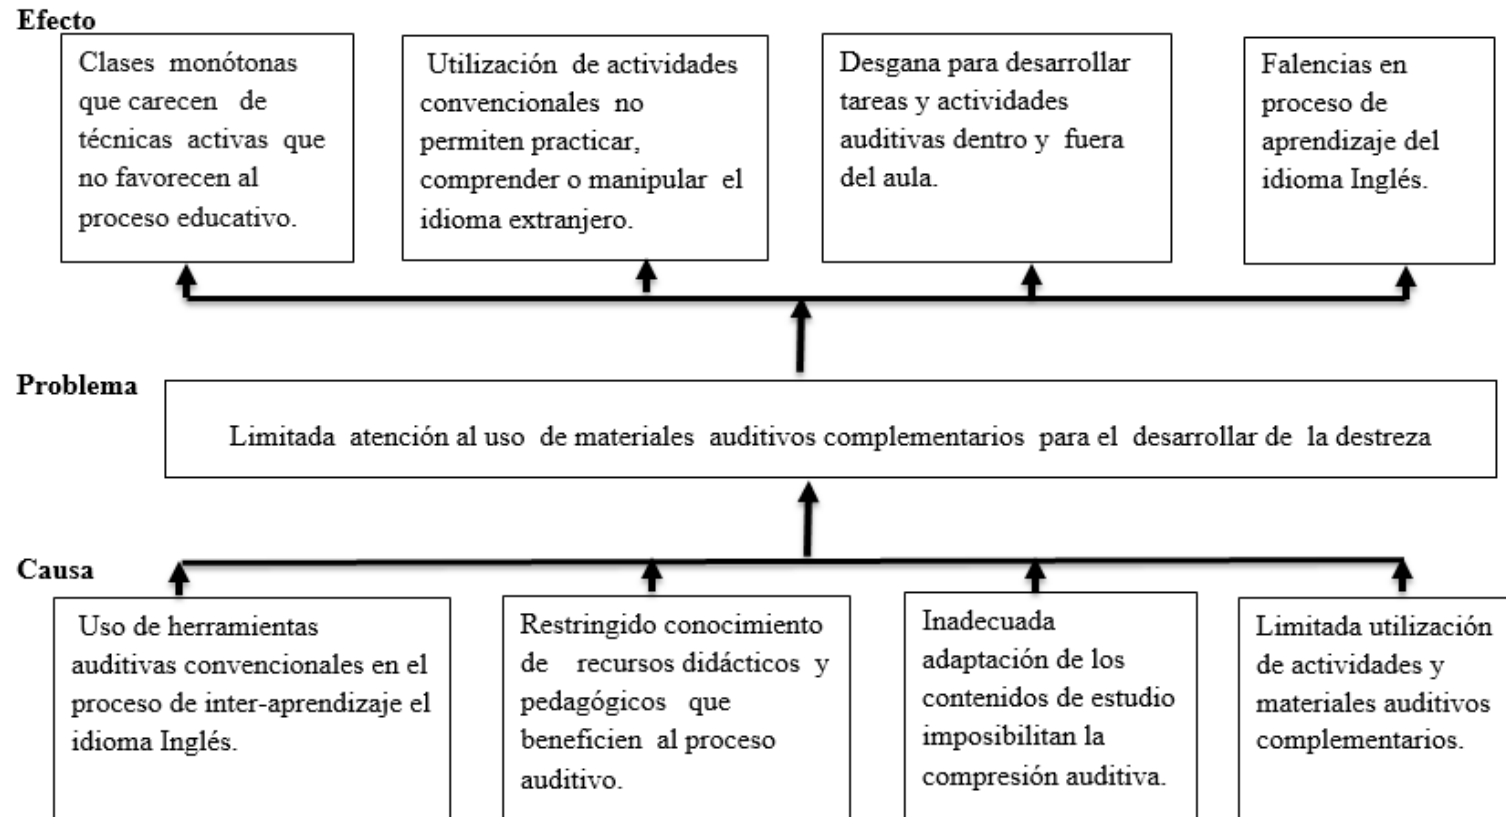 Efecto
Clases monótonas
que carecen de
técnicas activas que
no favorecen al
proceso educativo.
Utilización de actividades
convencionales no
permiten practicar,
comprender o manipular el
idioma extranjero.
Desgana para desarrollar
tareas y actividades
auditivas dentro y fuera
del aula.
Falencias en
proceso de
aprendizaje del
idioma Inglés.
Problema
Limitada atención al uso de materiales auditivos complementarios para el desarrollar de la destreza
Causa
Uso de herramientas
auditivas convencionales en el
proceso de inter-aprendizaje el
idioma Inglés.
Restringido conocimiento
de recursos didácticos y
pedagógicos que
beneficien al proceso
auditivo.
Inadecuada
adaptación de los
contenidos de estudio
imposibilitan la
compresión auditiva.
Limitada utilización
de actividades y
materiales auditivos
complementarios.